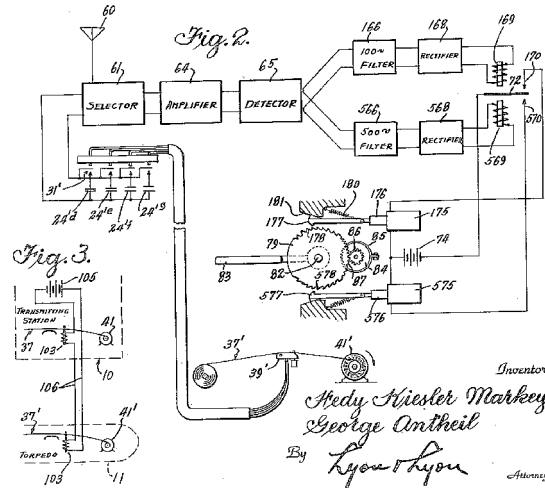 60
Fig. 2.
61
SELECTOR
64
AMPLIFIER
65
DETECTOR
166
100~
FILTER
168
RECTIFIER
169
170
72
566
500~
FILTER
568
RECTIFIER
569
570
31'
24'd
24'e
24'f
24'g
181
180
177
176
175
79
178
86
85
83
82
84
74
87
578
577
576
575
Fig. 3.
105
TRANSMITTING
STATION
41
37
103
10
106
37'
41'
TORPEDO
103
11
37'
39'
41'
Inventor
Hedy Kiesler Markey
George Antheil
By Lyon & Lyon
Attorney